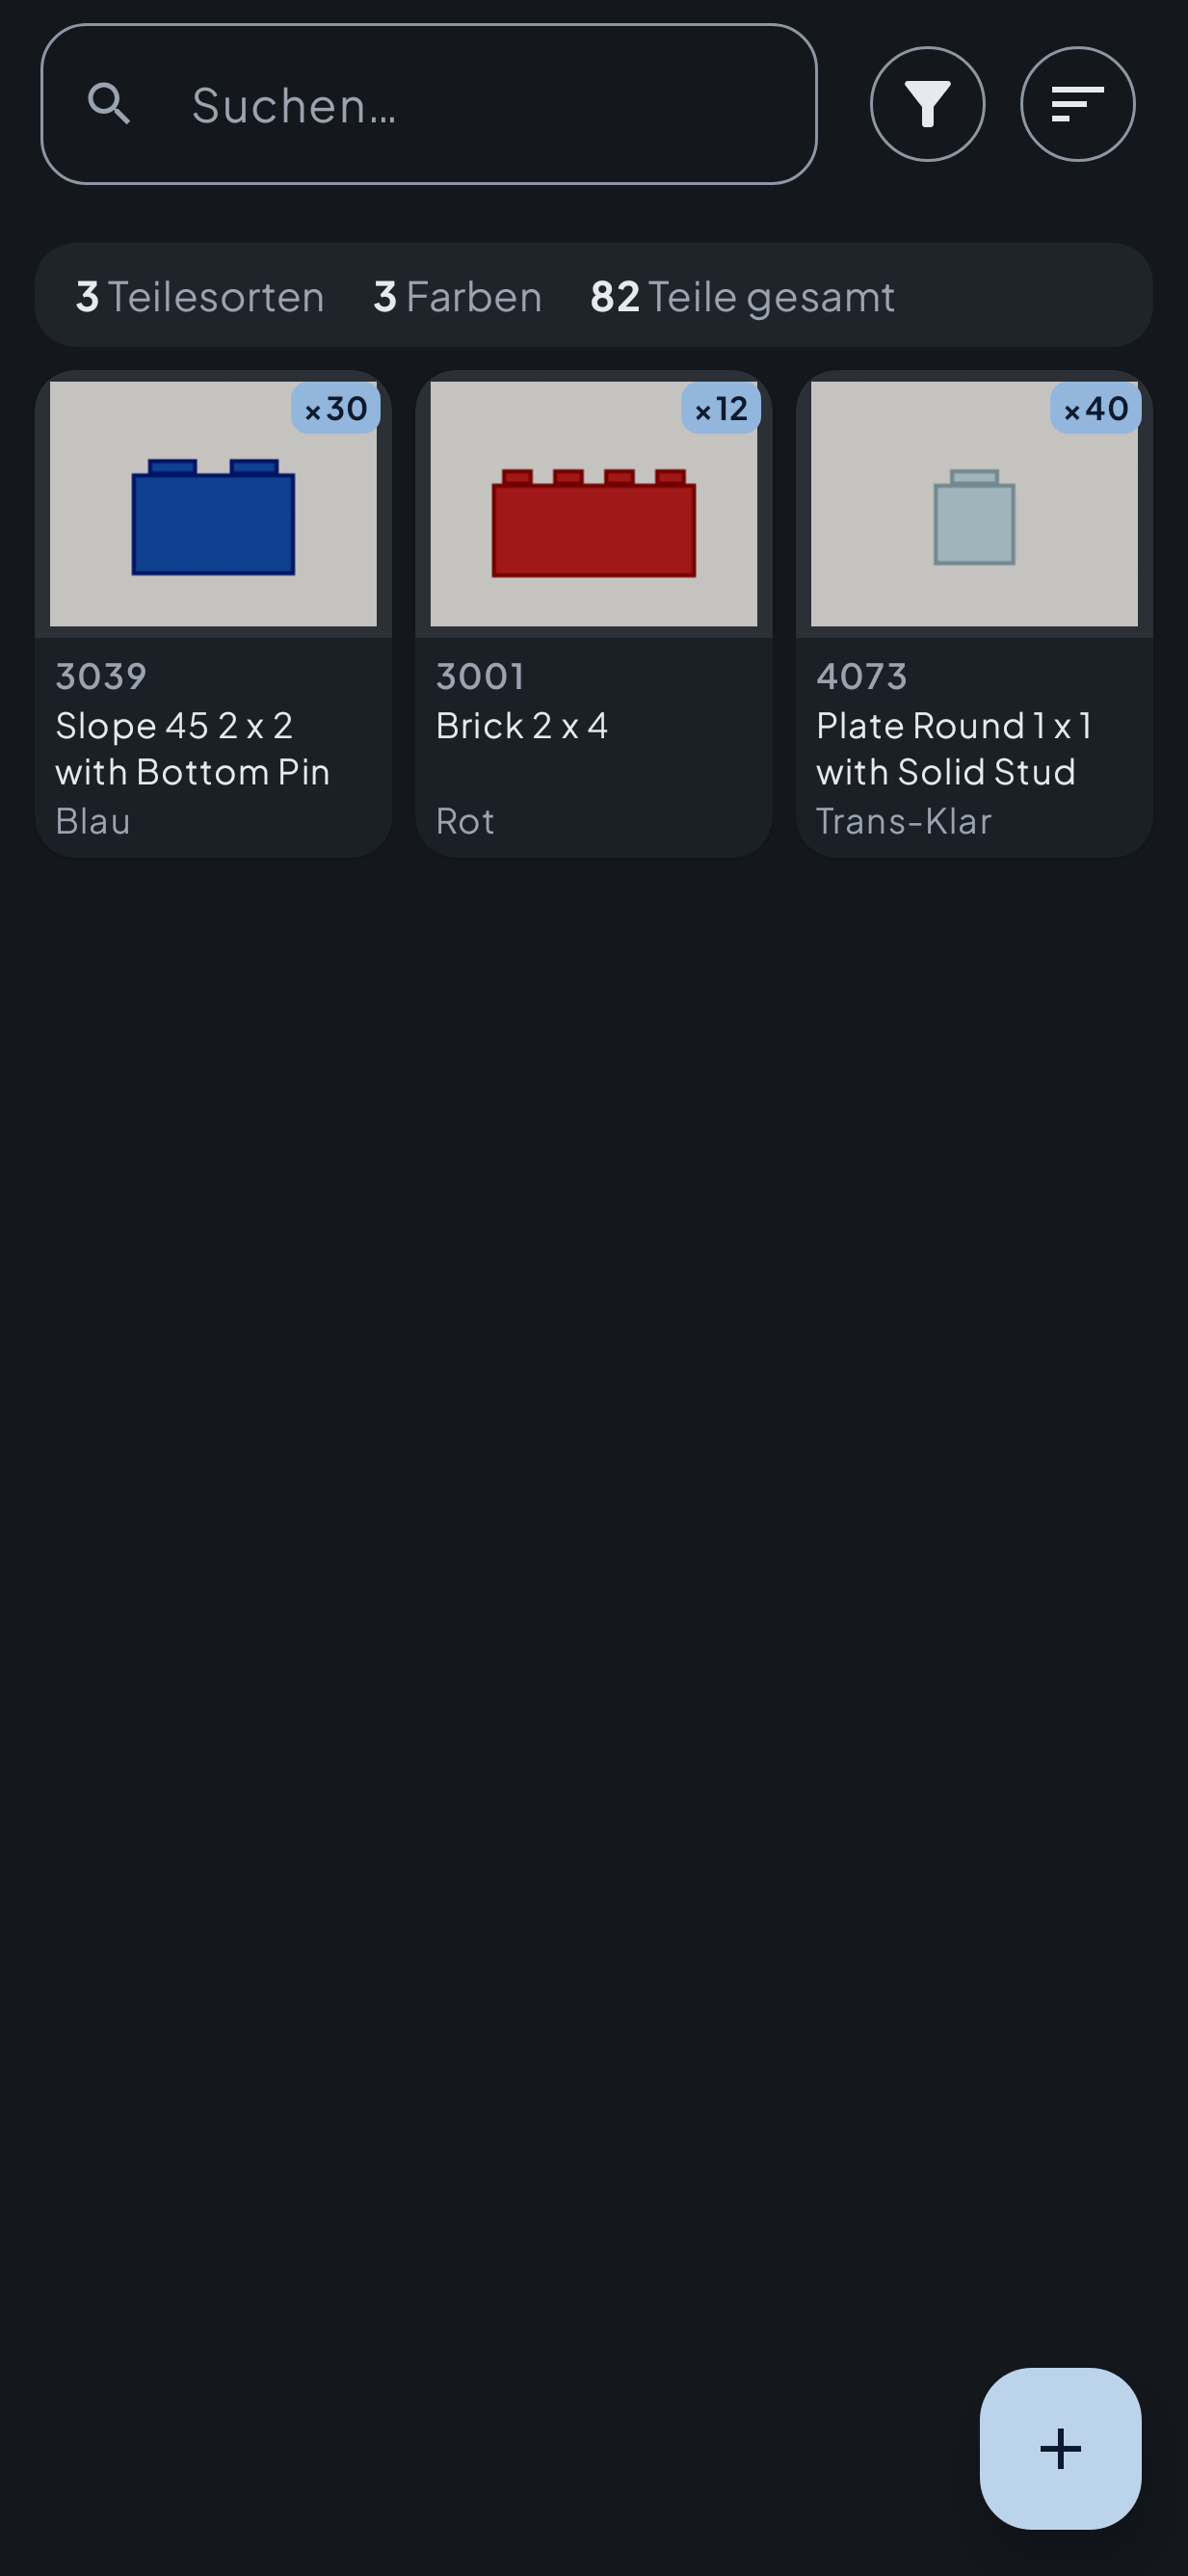 Suchen…
3 Teilesorten 3 Farben 82 Teile gesamt
×30
×12
×40
3039
Slope 45 2 x 2
with Bottom Pin
Blau
3001
Brick 2 x 4
Rot
4073
Plate Round 1 x 1
with Solid Stud
Trans-Klar